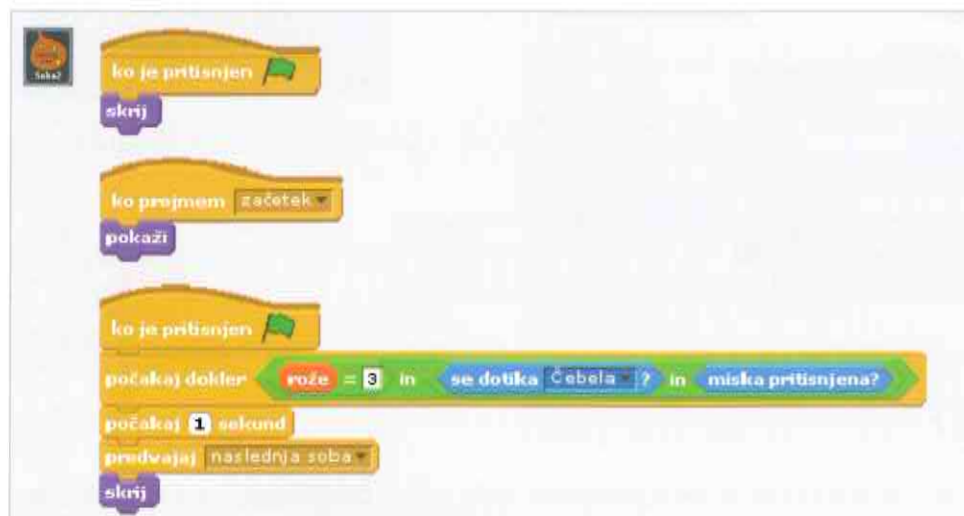 Soba2
ko je pritisnjen
skrij
ko prejmem začetek
pokaži
ko je pritisnjen
počakaj dokler rože = 3 in se dotika Čebela ? in miska pritisnjena?
počakaj 1 sekund
predvajaj naslednja soba
skrij